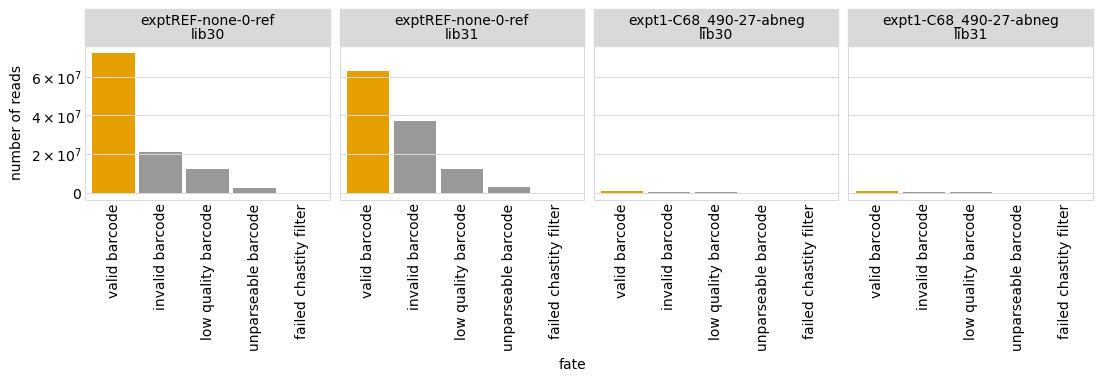 exptREF-none-0-ref
lib30
exptREF-none-0-ref
lib31
expt1-C68_490-27-abneg
lib30
expt1-C68_490-27-abneg
lib31
number of reads
6 × 10⁷
4 × 10⁷
2 × 10⁷
0
valid barcode
invalid barcode
low quality barcode
unparseable barcode
failed chastity filter
valid barcode
invalid barcode
low quality barcode
unparseable barcode
failed chastity filter
valid barcode
invalid barcode
low quality barcode
unparseable barcode
failed chastity filter
valid barcode
invalid barcode
low quality barcode
unparseable barcode
failed chastity filter
fate